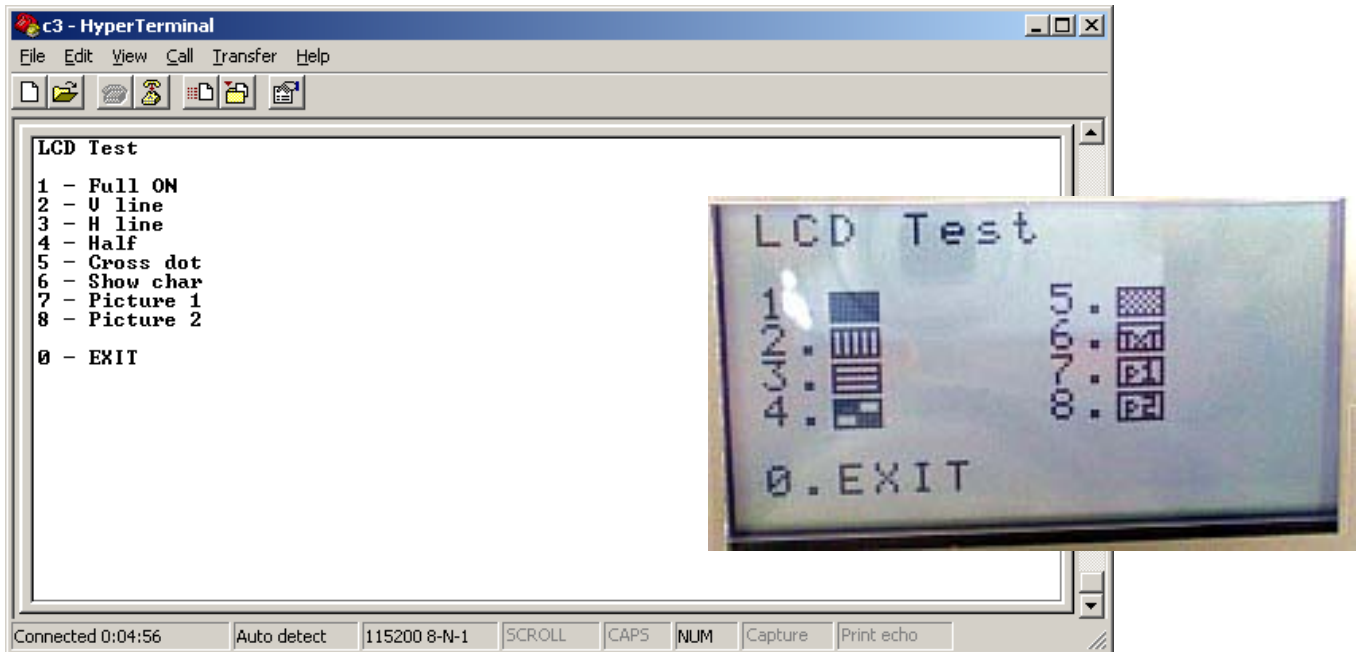 c3 - HyperTerminal
File Edit View Call Transfer Help
LCD Test
1 - Full ON
2 - V line
3 - H line
4 - Half
5 - Cross dot
6 - Show char
7 - Picture 1
8 - Picture 2
0 - EXIT
Connected 0:04:56 Auto detect 115200 8-N-1 SCROLL CAPS NUM Capture Print echo
LCD Test
1. 5.
2. 6. TXT
3. 7. p1
4. 8. p2
0.EXIT